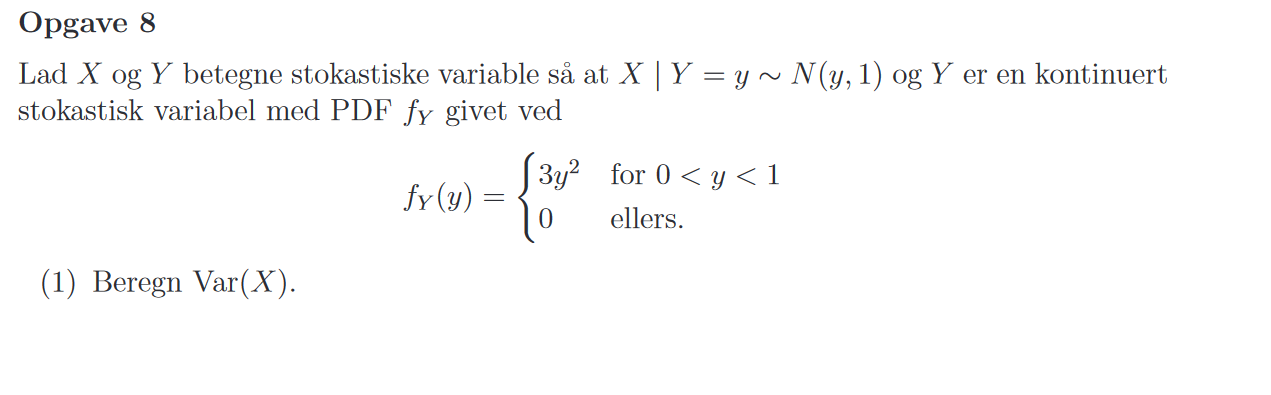 Opgave 8
Lad X og Y betegne stokastiske variable så at X | Y = y ∼ N(y, 1) og Y er en kontinuert
stokastisk variabel med PDF f_Y givet ved
f_Y(y) = { 3y² for 0 < y < 1
0 ellers.
(1) Beregn Var(X).